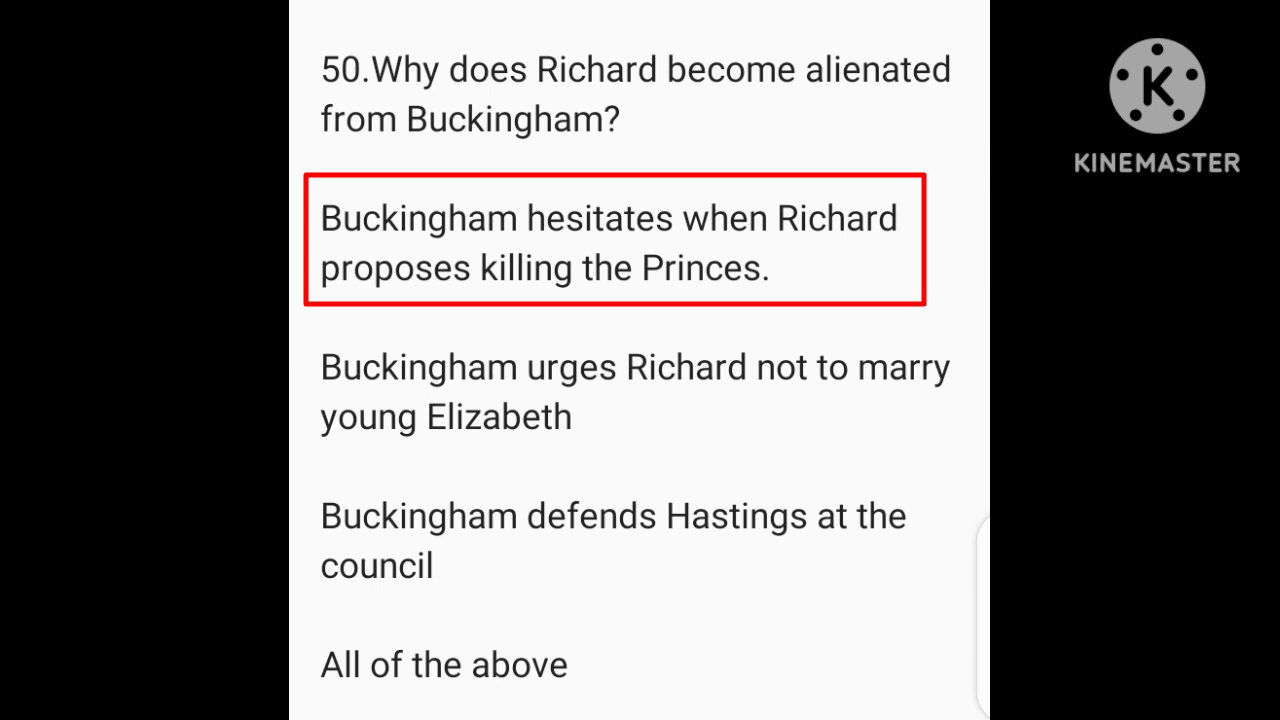 50.Why does Richard become alienated
from Buckingham?
Buckingham hesitates when Richard
proposes killing the Princes.
Buckingham urges Richard not to marry
young Elizabeth
Buckingham defends Hastings at the
council
All of the above
K
KINEMASTER